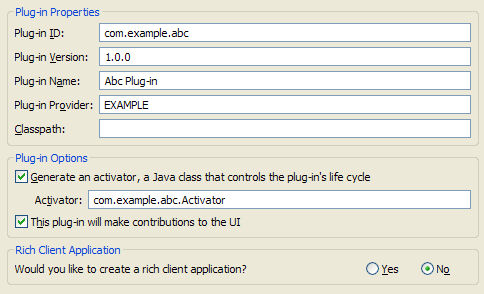 Plug-in Properties
Plug-in ID: com.example.abc
Plug-in Version: 1.0.0
Plug-in Name: Abc Plug-in
Plug-in Provider: EXAMPLE
Classpath:
Plug-in Options
Generate an activator, a Java class that controls the plug-in's life cycle
Activator: com.example.abc.Activator
This plug-in will make contributions to the UI
Rich Client Application
Would you like to create a rich client application? Yes No